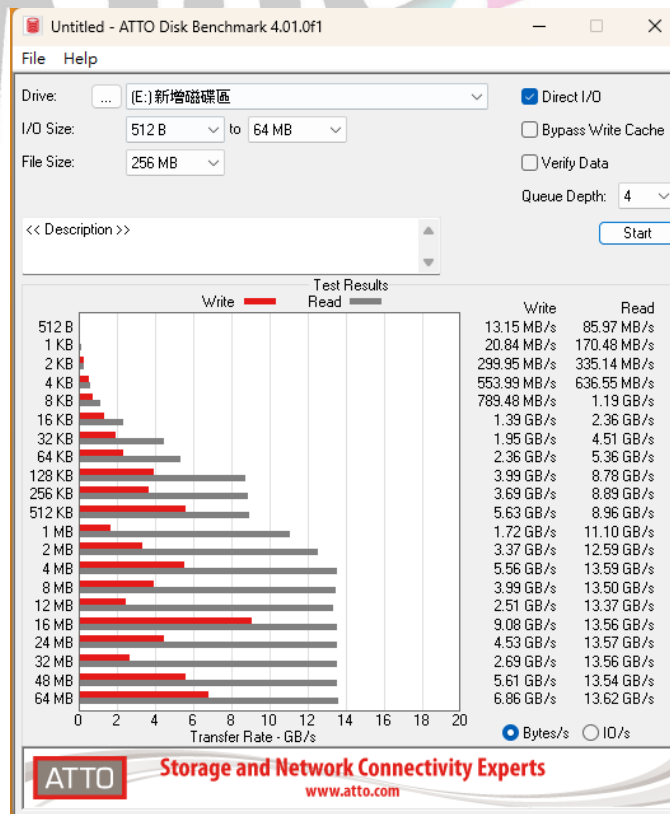 Untitled - ATTO Disk Benchmark 4.01.0f1
File Help
Drive: ... (E:)新增磁碟區 Direct I/O
I/O Size: 512 B to 64 MB Bypass Write Cache
File Size: 256 MB Verify Data
Queue Depth: 4
<< Description >> Start
Test Results
Write Read Write Read
512 B 13.15 MB/s 85.97 MB/s
1 KB 20.84 MB/s 170.48 MB/s
2 KB 299.95 MB/s 335.14 MB/s
4 KB 553.99 MB/s 636.55 MB/s
8 KB 789.48 MB/s 1.19 GB/s
16 KB 1.39 GB/s 2.36 GB/s
32 KB 1.95 GB/s 4.51 GB/s
64 KB 2.36 GB/s 5.36 GB/s
128 KB 3.99 GB/s 8.78 GB/s
256 KB 3.69 GB/s 8.89 GB/s
512 KB 5.63 GB/s 8.96 GB/s
1 MB 1.72 GB/s 11.10 GB/s
2 MB 3.37 GB/s 12.59 GB/s
4 MB 5.56 GB/s 13.59 GB/s
8 MB 3.99 GB/s 13.50 GB/s
12 MB 2.51 GB/s 13.37 GB/s
16 MB 9.08 GB/s 13.56 GB/s
24 MB 4.53 GB/s 13.57 GB/s
32 MB 2.69 GB/s 13.56 GB/s
48 MB 5.61 GB/s 13.54 GB/s
64 MB 6.86 GB/s 13.62 GB/s
0 2 4 6 8 10 12 14 16 18 20
Transfer Rate - GB/s Bytes/s IO/s
ATTO Storage and Network Connectivity Experts
www.atto.com